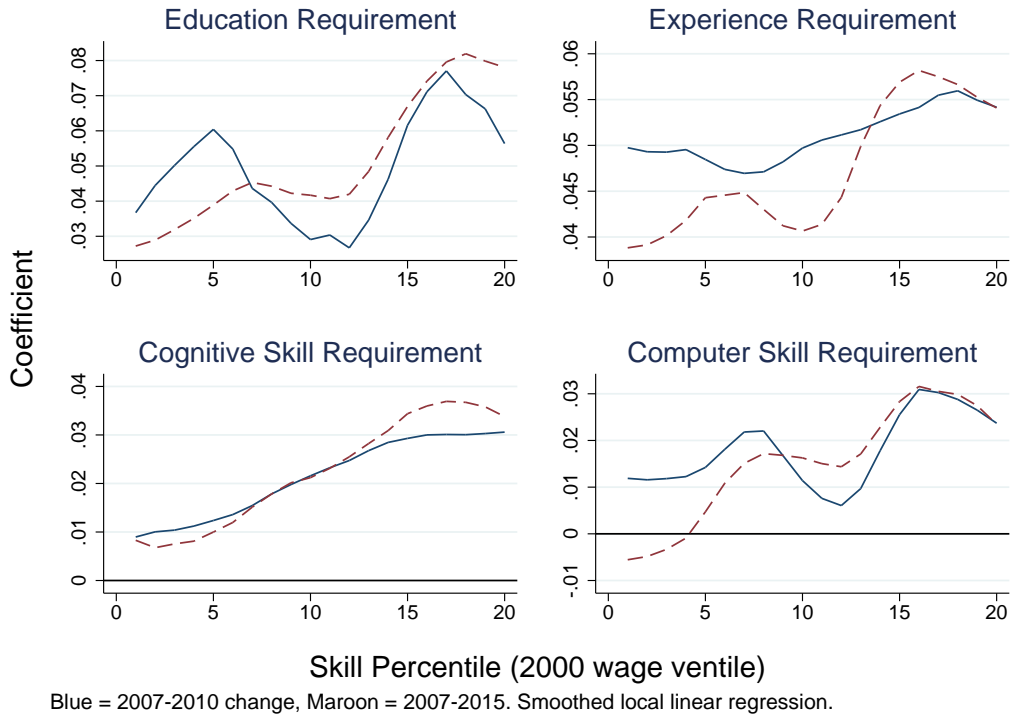 Education Requirement
.03 .04 .05 .06 .07 .08
0 5 10 15 20
Experience Requirement
.04 .045 .05 .055 .06
0 5 10 15 20
Cognitive Skill Requirement
0 .01 .02 .03 .04
0 5 10 15 20
Computer Skill Requirement
-.01 0 .01 .02 .03
0 5 10 15 20
Coefficient
Skill Percentile (2000 wage ventile)
Blue = 2007-2010 change, Maroon = 2007-2015. Smoothed local linear regression.